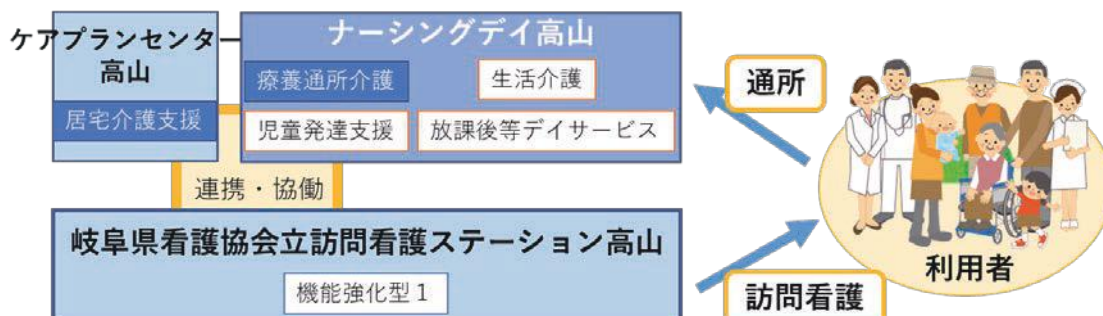 ケアプランセンター
高山
居宅介護支援
ナーシングデイ高山
療養通所介護
生活介護
児童発達支援
放課後等デイサービス
連携・協働
岐阜県看護協会立訪問看護ステーション高山
機能強化型1
通所
訪問看護
利用者